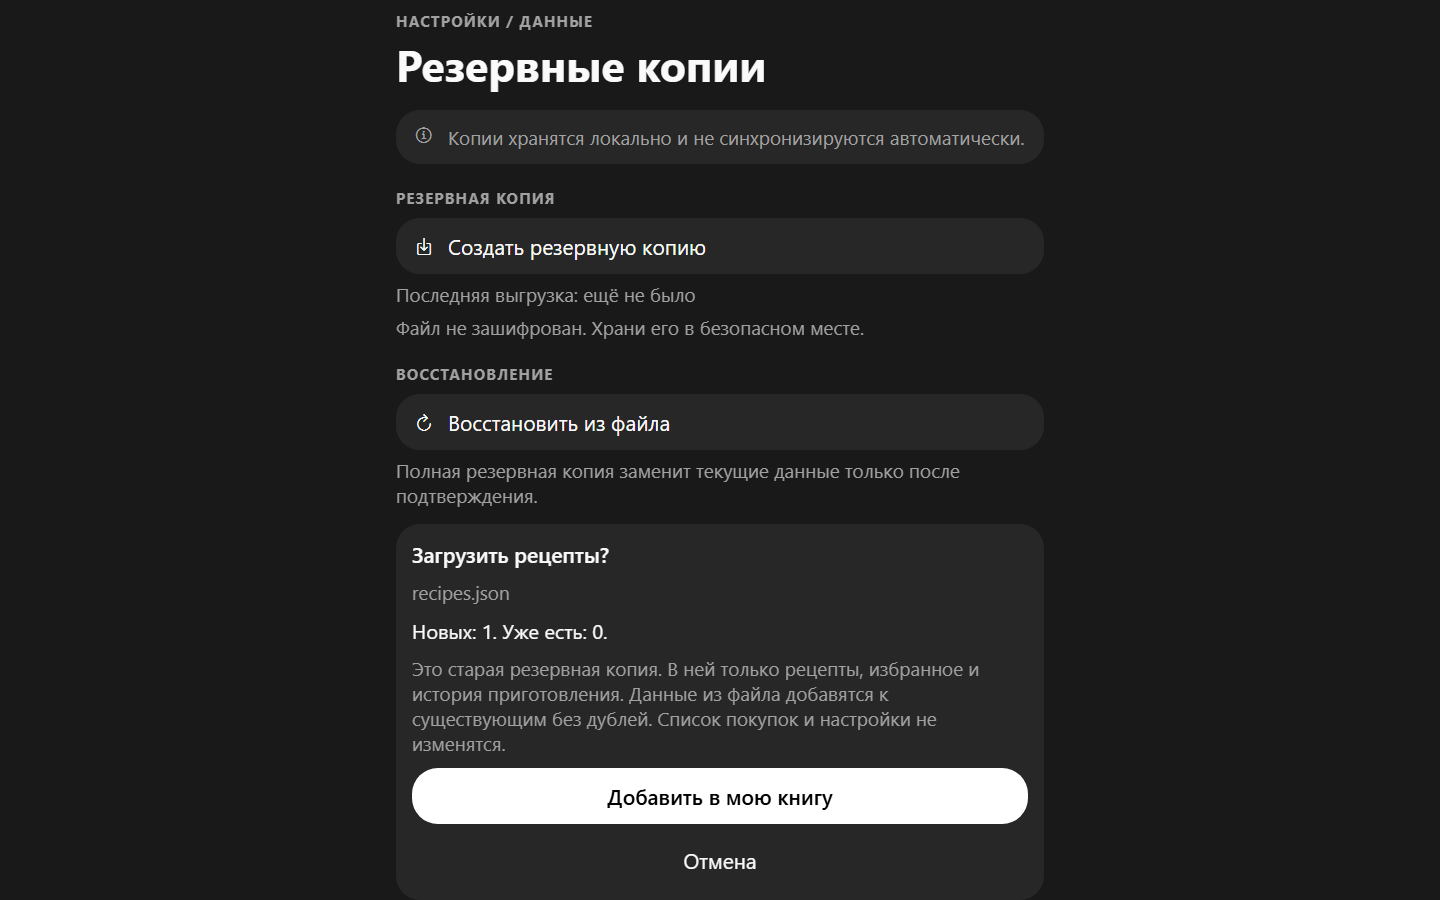 НАСТРОЙКИ / ДАННЫЕ
Резервные копии
Копии хранятся локально и не синхронизируются автоматически.
РЕЗЕРВНАЯ КОПИЯ
Создать резервную копию
Последняя выгрузка: ещё не было
Файл не зашифрован. Храни его в безопасном месте.
ВОССТАНОВЛЕНИЕ
Восстановить из файла
Полная резервная копия заменит текущие данные только после
подтверждения.
Загрузить рецепты?
recipes.json
Новых: 1. Уже есть: 0.
Это старая резервная копия. В ней только рецепты, избранное и
история приготовления. Данные из файла добавятся к
существующим без дублей. Список покупок и настройки не
изменятся.
Добавить в мою книгу
Отмена